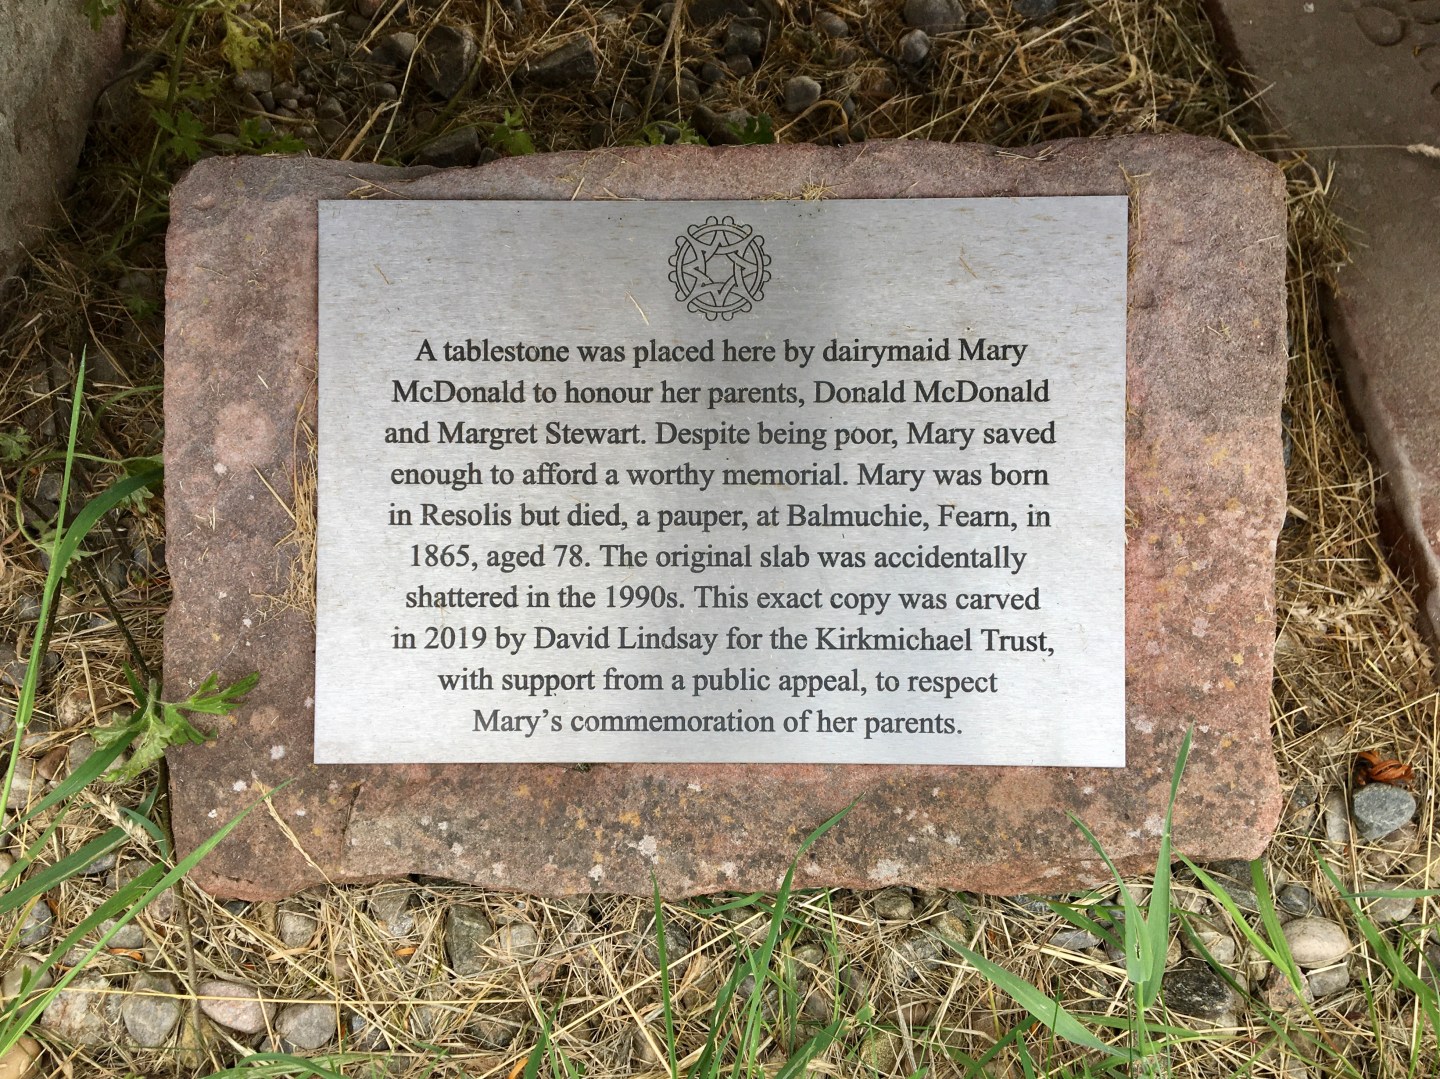 A tablestone was placed here by dairymaid Mary
McDonald to honour her parents, Donald McDonald
and Margret Stewart. Despite being poor, Mary saved
enough to afford a worthy memorial. Mary was born
in Resolis but died, a pauper, at Balmuchie, Fearn, in
1865, aged 78. The original slab was accidentally
shattered in the 1990s. This exact copy was carved
in 2019 by David Lindsay for the Kirkmichael Trust,
with support from a public appeal, to respect
Mary’s commemoration of her parents.